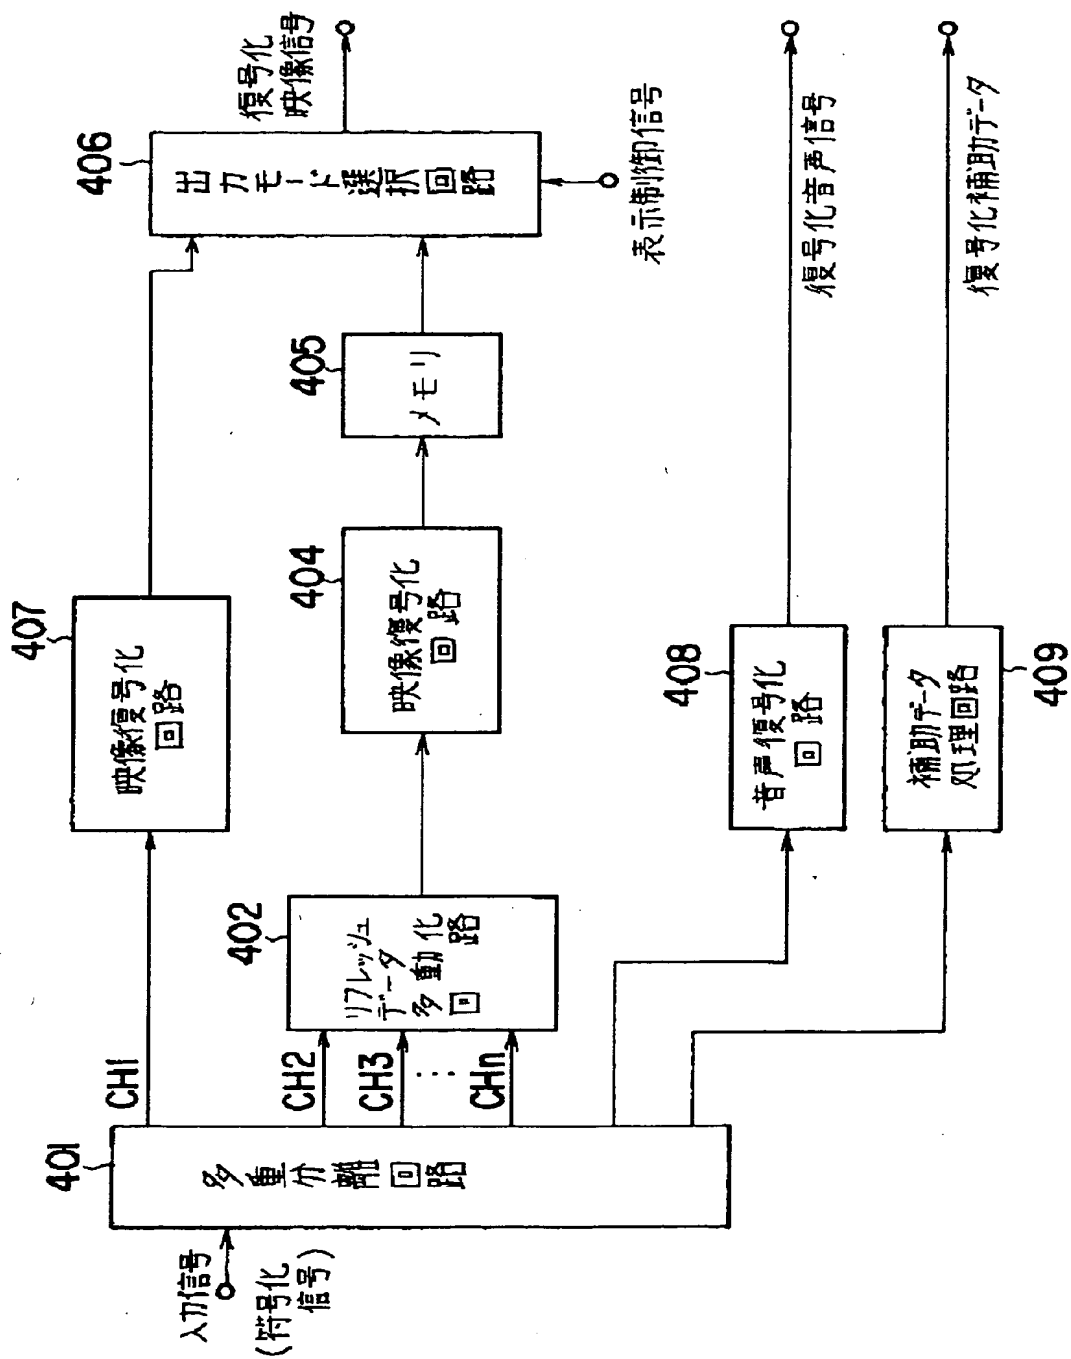 入力信号
(符号化
信号)
401
多重分離回路
CH1
CH2
CH3
CHn
402
リフレッシュ
データ
多動化
回路
407
映像復号化
回路
404
映像復号化
回路
405
メモリ
406
出力モード選択回路
復号化
映像信号
表示制御信号
408
音声復号化
回路
復号化音声信号
409
補助データ
処理回路
復号化補助データ